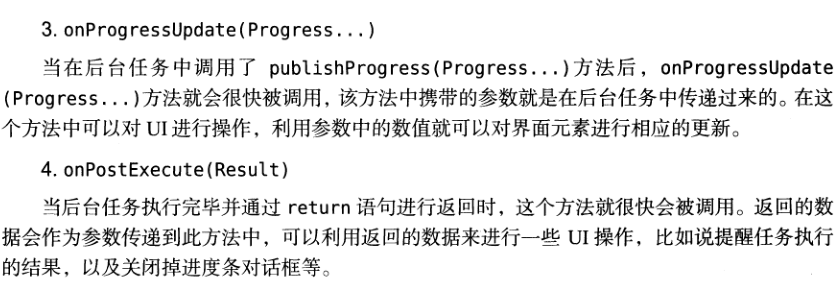 3. onProgressUpdate(Progress...)
当在后台任务中调用了 publishProgress(Progress...)方法后，onProgressUpdate
(Progress...)方法就会很快被调用，该方法中携带的参数就是在后台任务中传递过来的。在这
个方法中可以对 UI 进行操作，利用参数中的数值就可以对界面元素进行相应的更新。
4. onPostExecute(Result)
当后台任务执行完毕并通过 return 语句进行返回时，这个方法就很快会被调用。返回的数
据会作为参数传递到此方法中，可以利用返回的数据来进行一些 UI 操作，比如说提醒任务执行
的结果，以及关闭掉进度条对话框等。